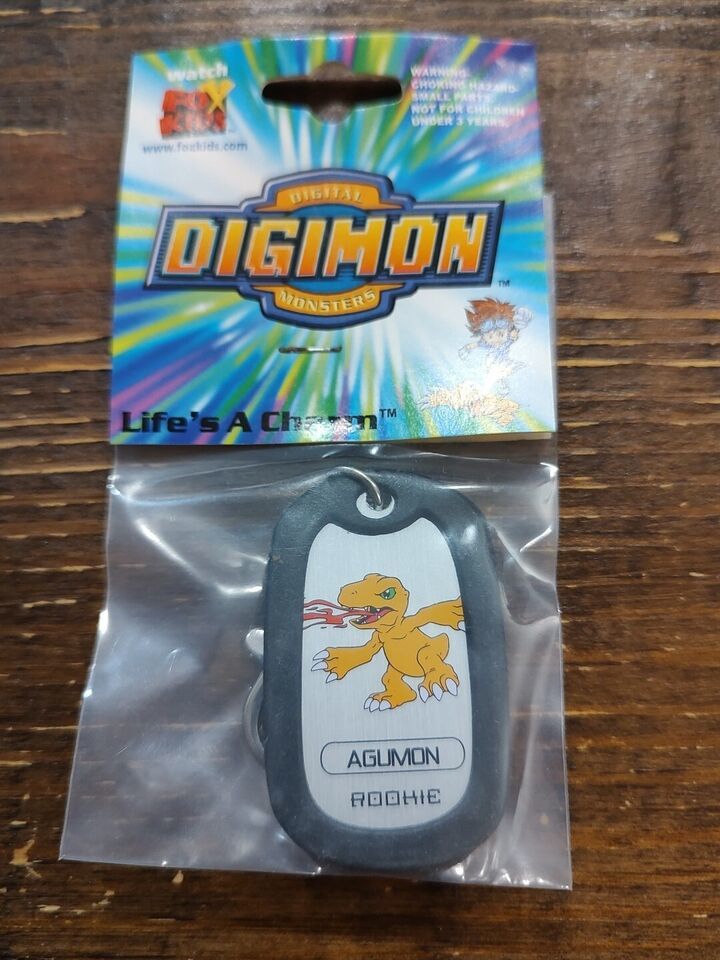 watch
FOX
KIDS
www.foxkids.com
WARNING:
CHOKING HAZARD-
SMALL PARTS.
NOT FOR CHILDREN
UNDER 3 YEARS.
DIGITAL
DIGIMON
MONSTERS
TM
Life's A Charm™
AGUMON
ROOKIE